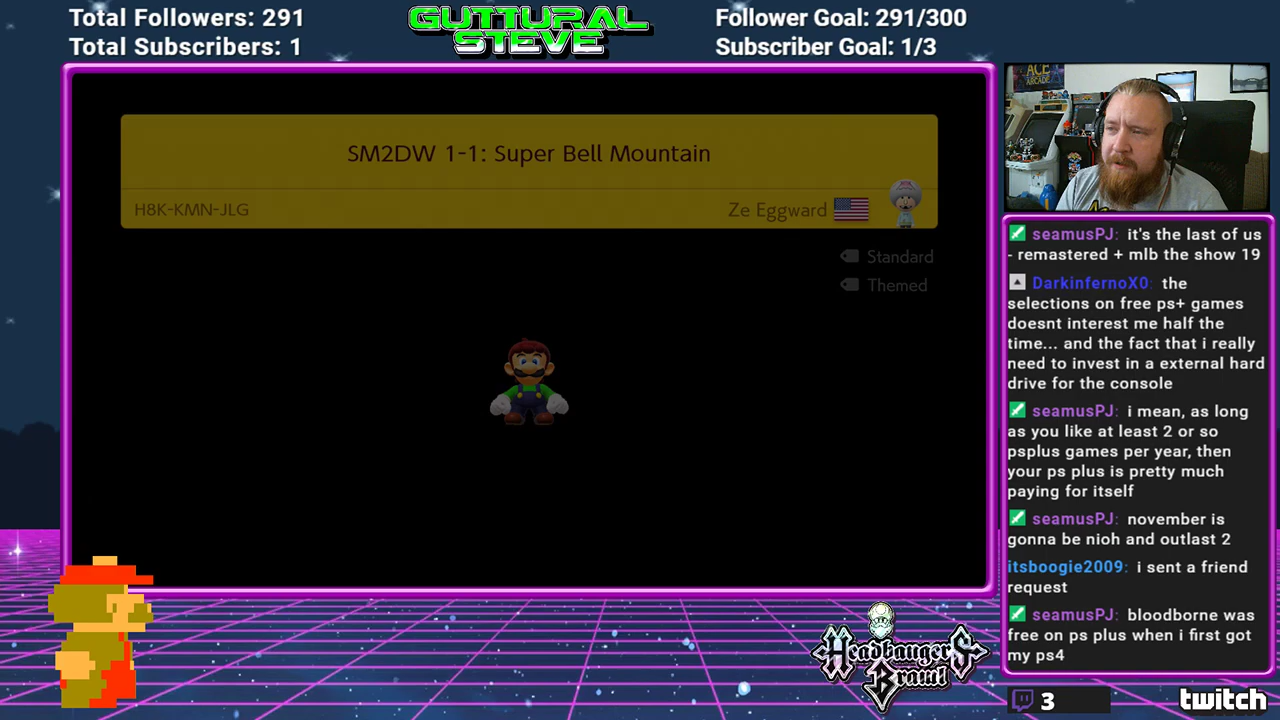 Total Followers: 291
Total Subscribers: 1
GUTTURAL
STEVE
Follower Goal: 291/300
Subscriber Goal: 1/3
SM2DW 1-1: Super Bell Mountain
H8K-KMN-JLG
Ze Eggward
Standard
Themed
ACE
ARCADE
seamusPJ: it's the last of us
- remastered + mlb the show 19
DarkinfernoX0: the
selections on free ps+ games
doesnt interest me half the
time... and the fact that i really
need to invest in a external hard
drive for the console
seamusPJ: i mean, as long
as you like at least 2 or so
psplus games per year, then
your ps plus is pretty much
paying for itself
seamusPJ: november is
gonna be nioh and outlast 2
itsboogie2009: i sent a friend
request
seamusPJ: bloodborne was
free on ps plus when i first got
my ps4
Headbangers
Brawl
3
twitch